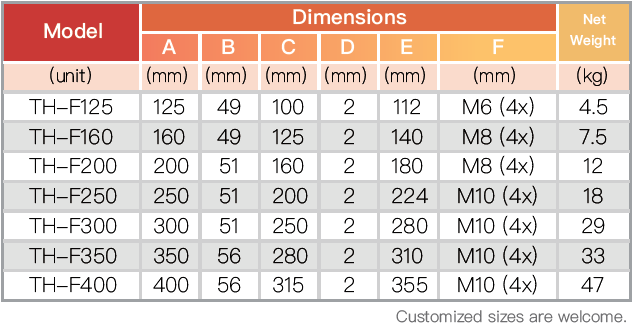 Model Dimensions Net Weight
A B C D E F
(unit) (mm) (mm) (mm) (mm) (mm) (mm) (kg)
TH-F125 125 49 100 2 112 M6 (4x) 4.5
TH-F160 160 49 125 2 140 M8 (4x) 7.5
TH-F200 200 51 160 2 180 M8 (4x) 12
TH-F250 250 51 200 2 224 M10 (4x) 18
TH-F300 300 51 250 2 280 M10 (4x) 29
TH-F350 350 56 280 2 310 M10 (4x) 33
TH-F400 400 56 315 2 355 M10 (4x) 47
Customized sizes are welcome.